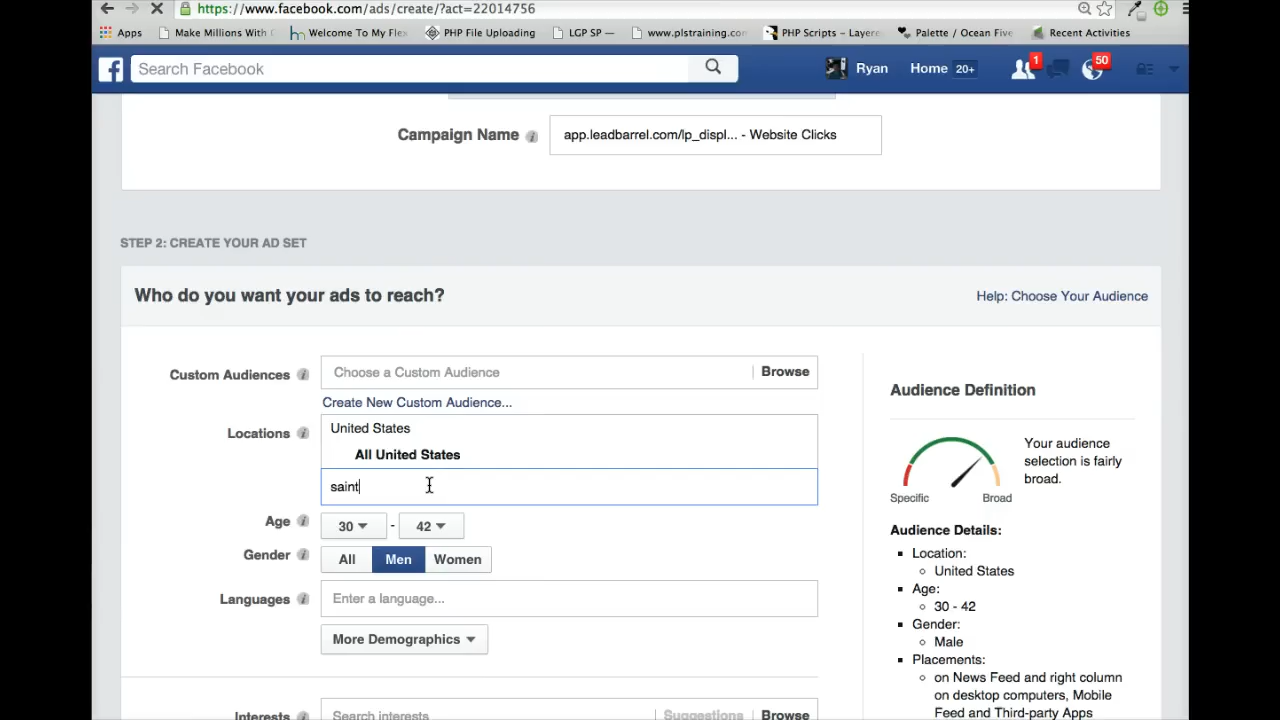 https://www.facebook.com/ads/create/?act=22014756
Apps Make Million With Welcome To My Fle PHP File Uploading LGP SP — www.plstraining.co PHP Scripts – Layer Palette / Ocean Five Recent Activities
f Search Facebook Ryan Home 20+ 1 50
Campaign Name i app.leadbarrel.com/lp_displ... - Website Clicks
STEP 2: CREATE YOUR AD SET
Who do you want your ads to reach? Help: Choose Your Audience
Custom Audiences i Choose a Custom Audience Browse
Create New Custom Audience...
Locations i United States
All United States
saint
Age i 30 - 42
Gender i All Men Women
Languages i Enter a language...
More Demographics
Interests i Search interests Suggestions Browse
Audience Definition
Your audience
selection is fairly
broad.
Specific Broad
Audience Details:
Location:
United States
Age:
30 - 42
Gender:
Male
Placements:
on News Feed and right column
on desktop computers, Mobile
Feed and Third-party Apps